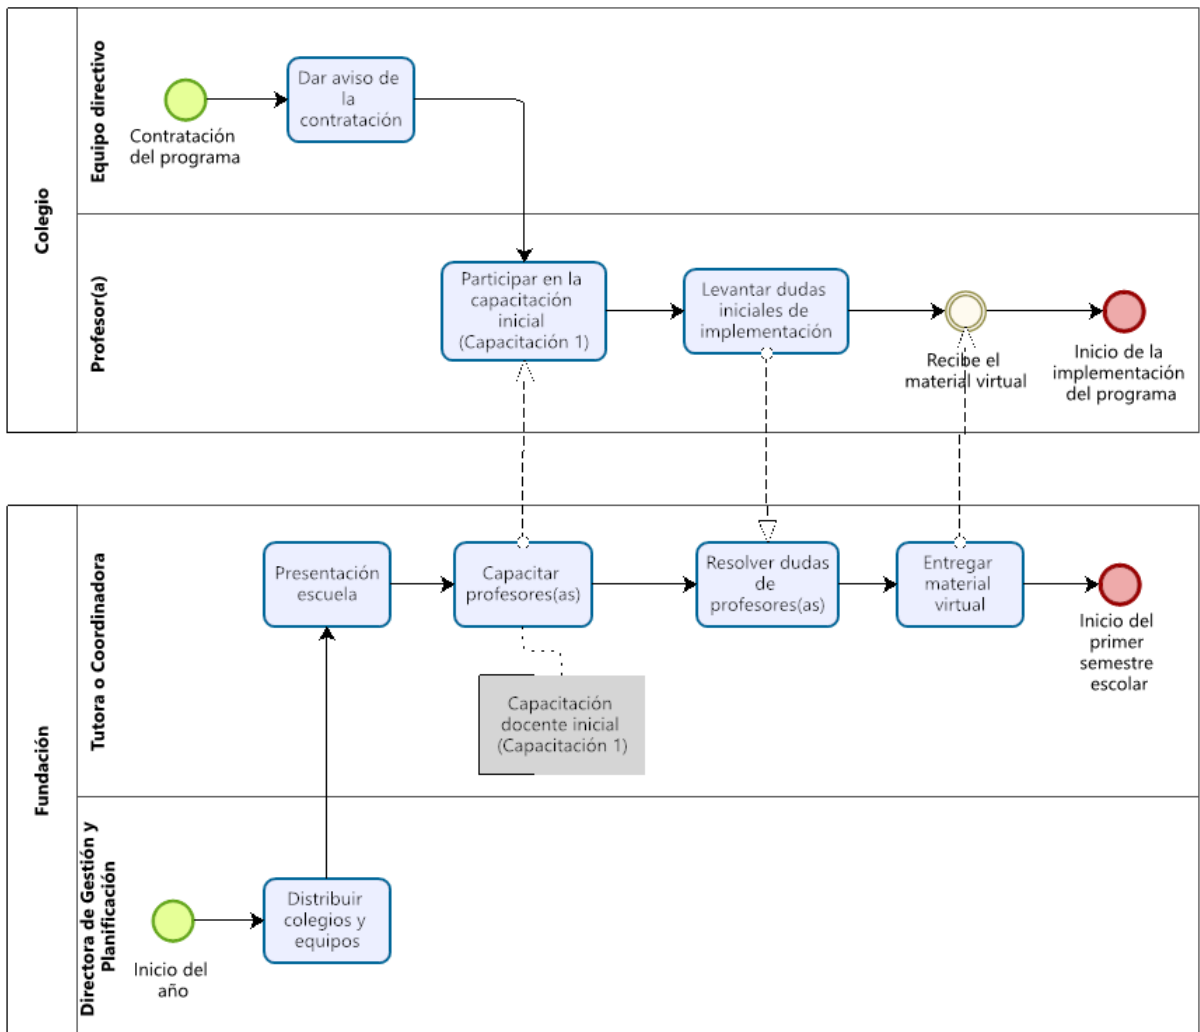 Colegio
Equipo directivo
Contratación
del programa
Dar aviso de
la
contratación
Profesor(a)
Participar en la
capacitación
inicial
(Capacitación 1)
Levantar dudas
iniciales de
implementación
Recibe el
material virtual
Inicio de la
implementación
del programa
Fundación
Tutora o Coordinadora
Presentación
escuela
Capacitar
profesores(as)
Resolver dudas
de
profesores(as)
Entregar
material
virtual
Inicio del
primer
semestre
escolar
Capacitación
docente inicial
(Capacitación 1)
Directora de Gestión y
Planificación
Inicio del
año
Distribuir
colegios y
equipos